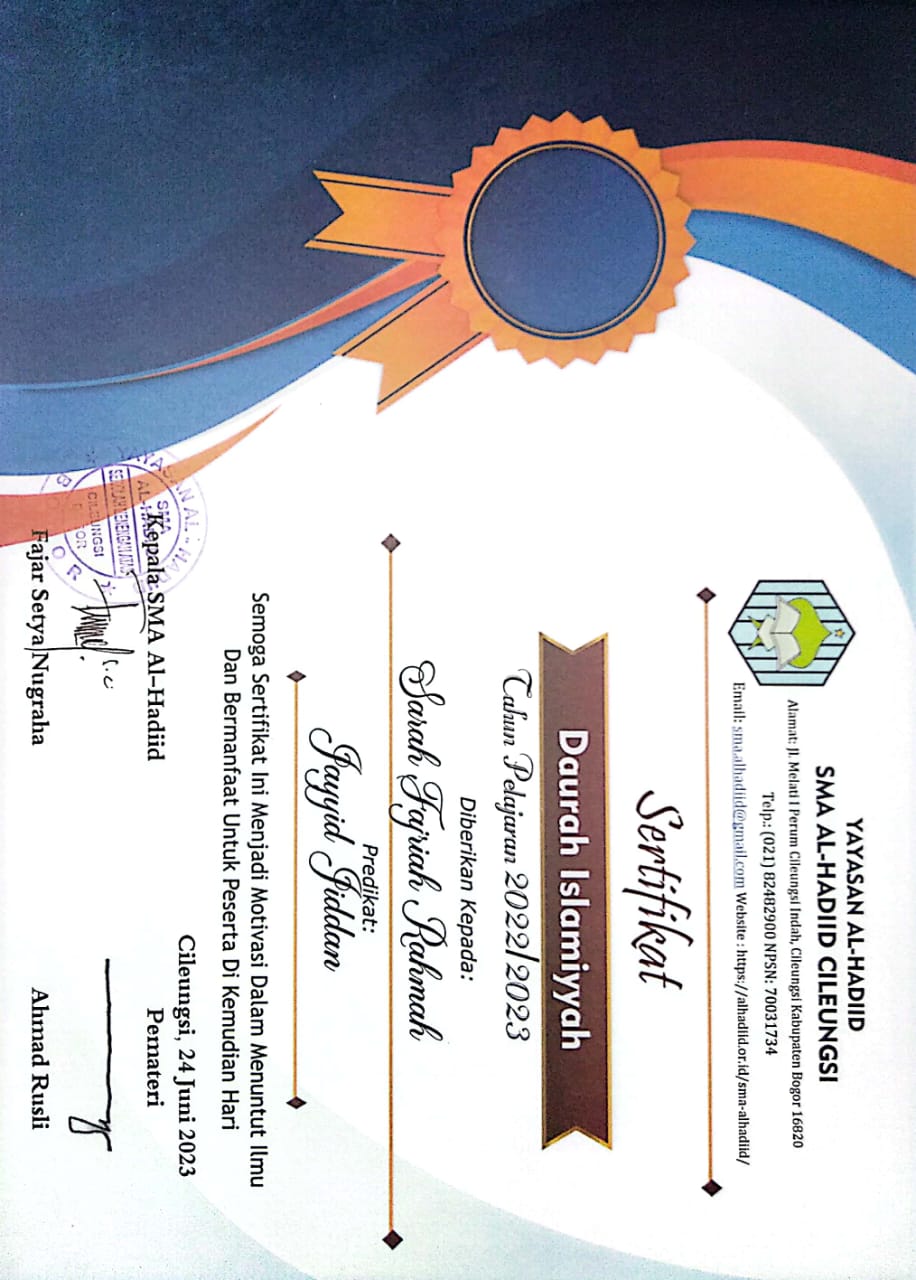 YAYASAN AL-HADIID
SMA AL-HADIID CILEUNGSI
Alamat: Jl. Melati I Perum Cileungsi Indah, Cileungsi Kabupaten Bogor 16820
Telp.: (021) 82482900 NPSN: 70031734
Email: sma.alhadiid@gmail.com Website : https://alhadiid.or.id/sma-alhadiid/
Sertifikat
Daurah Islamiyyah
Tahun Pelajaran 2022/2023
Diberikan Kepada:
Sarah Fajriah Rahmah
Predikat:
Jayyid Jiddan
Semoga Sertifikat Ini Menjadi Motivasi Dalam Menuntut Ilmu
Dan Bermanfaat Untuk Peserta Di Kemudian Hari
Cileungsi, 24 Juni 2023
Kepala SMA Al-Hadiid
Pemateri
YAYASAN AL - HADIID
SMA
AL-HADIID
SEKOLAH MENENGAH ATAS
CILEUNGSI
BOGOR
Fajar Setya Nugraha
Ahmad Rusli